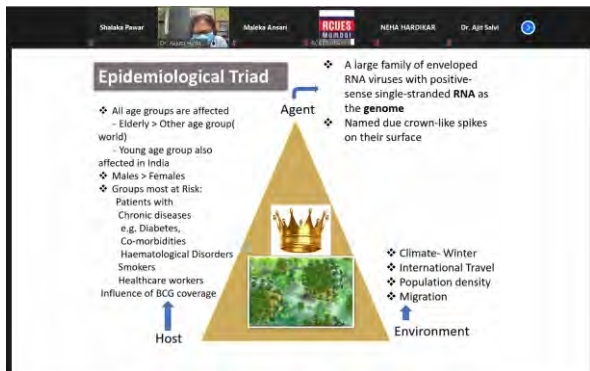 Shalaka Pawar
Maleka Ansari
RCUES
Mumbai
NEHA HARDIKAR
Dr. Ajit Salvi
Epidemiological Triad
❖ All age groups are affected
- Elderly > Other age group(
world)
- Young age group also
affected in India
❖ Males > Females
❖ Groups most at Risk:
Patients with
Chronic diseases
e.g. Diabetes,
Co-morbidities
Haematological Disorders
Smokers
Healthcare workers
Influence of BCG coverage
Host
Agent
❖ A large family of enveloped
RNA viruses with positive-
sense single-stranded RNA as
the genome
❖ Named due crown-like spikes
on their surface
❖ Climate- Winter
❖ International Travel
❖ Population density
❖ Migration
Environment